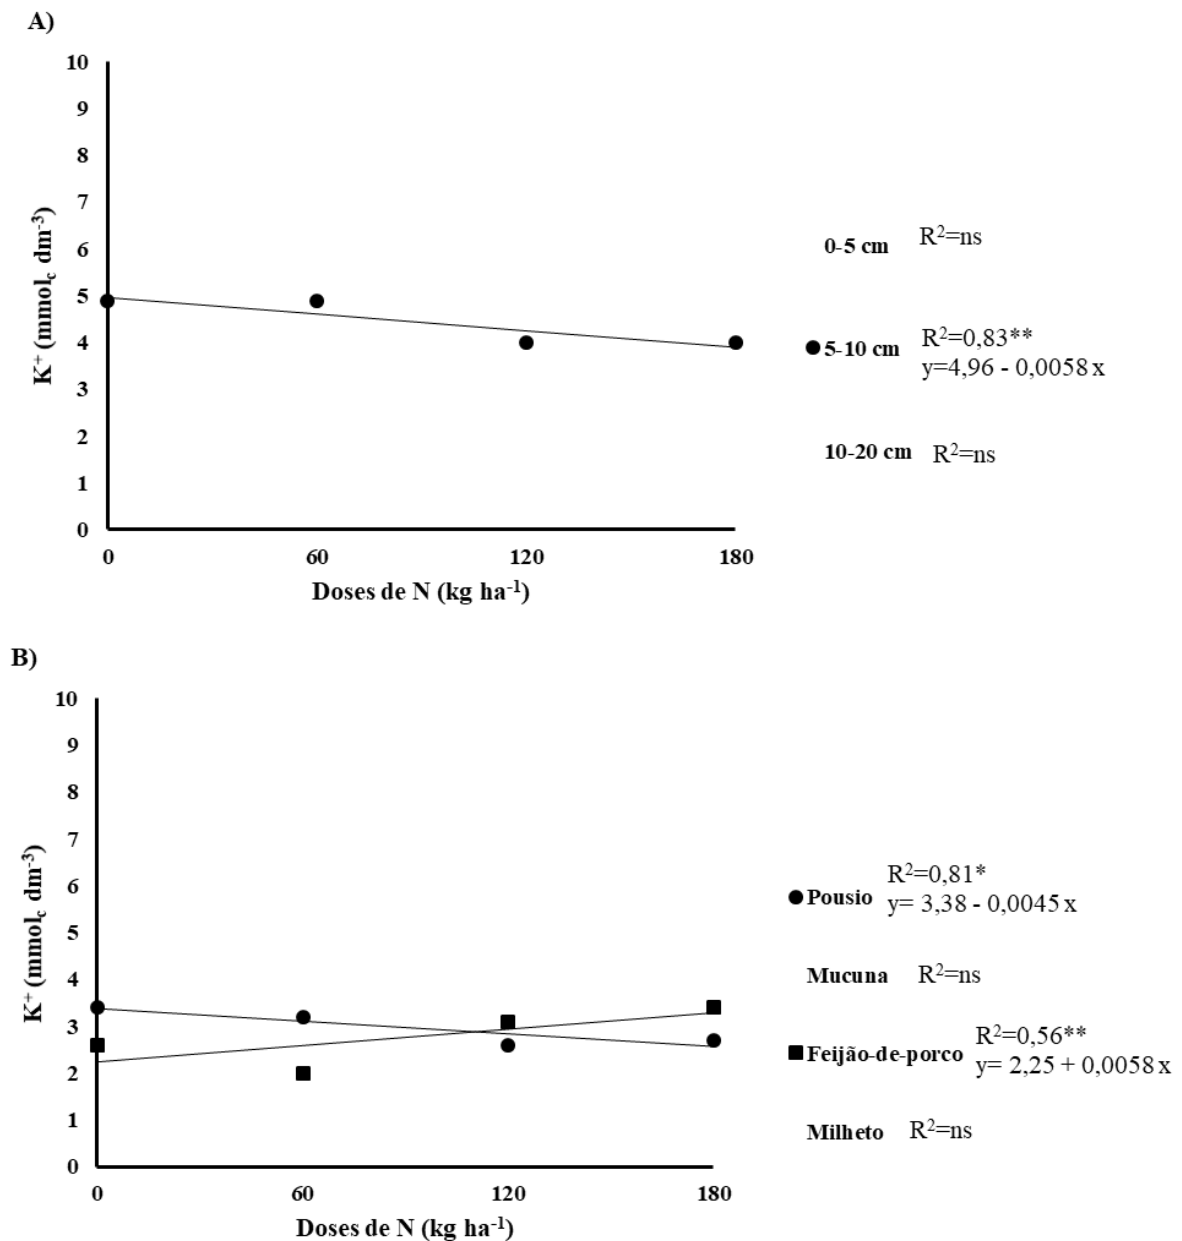 A)
10
9
8
7
6
5
4
3
2
1
0
K⁺ (mmol_c dm⁻³)
0 60 120 180
Doses de N (kg ha⁻¹)
0-5 cm R²=ns
5-10 cm R²=0,83**
y=4,96 - 0,0058 x
10-20 cm R²=ns
B)
10
9
8
7
6
5
4
3
2
1
0
K⁺ (mmol_c dm⁻³)
0 60 120 180
Doses de N (kg ha⁻¹)
Pousio R²=0,81*
y= 3,38 - 0,0045 x
Mucuna R²=ns
Feijão-de-porco R²=0,56**
y= 2,25 + 0,0058 x
Milheto R²=ns